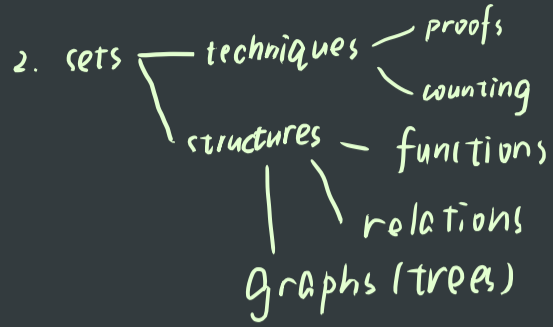 2. sets
techniques
proofs
counting
structures
functions
relations
graphs (trees)